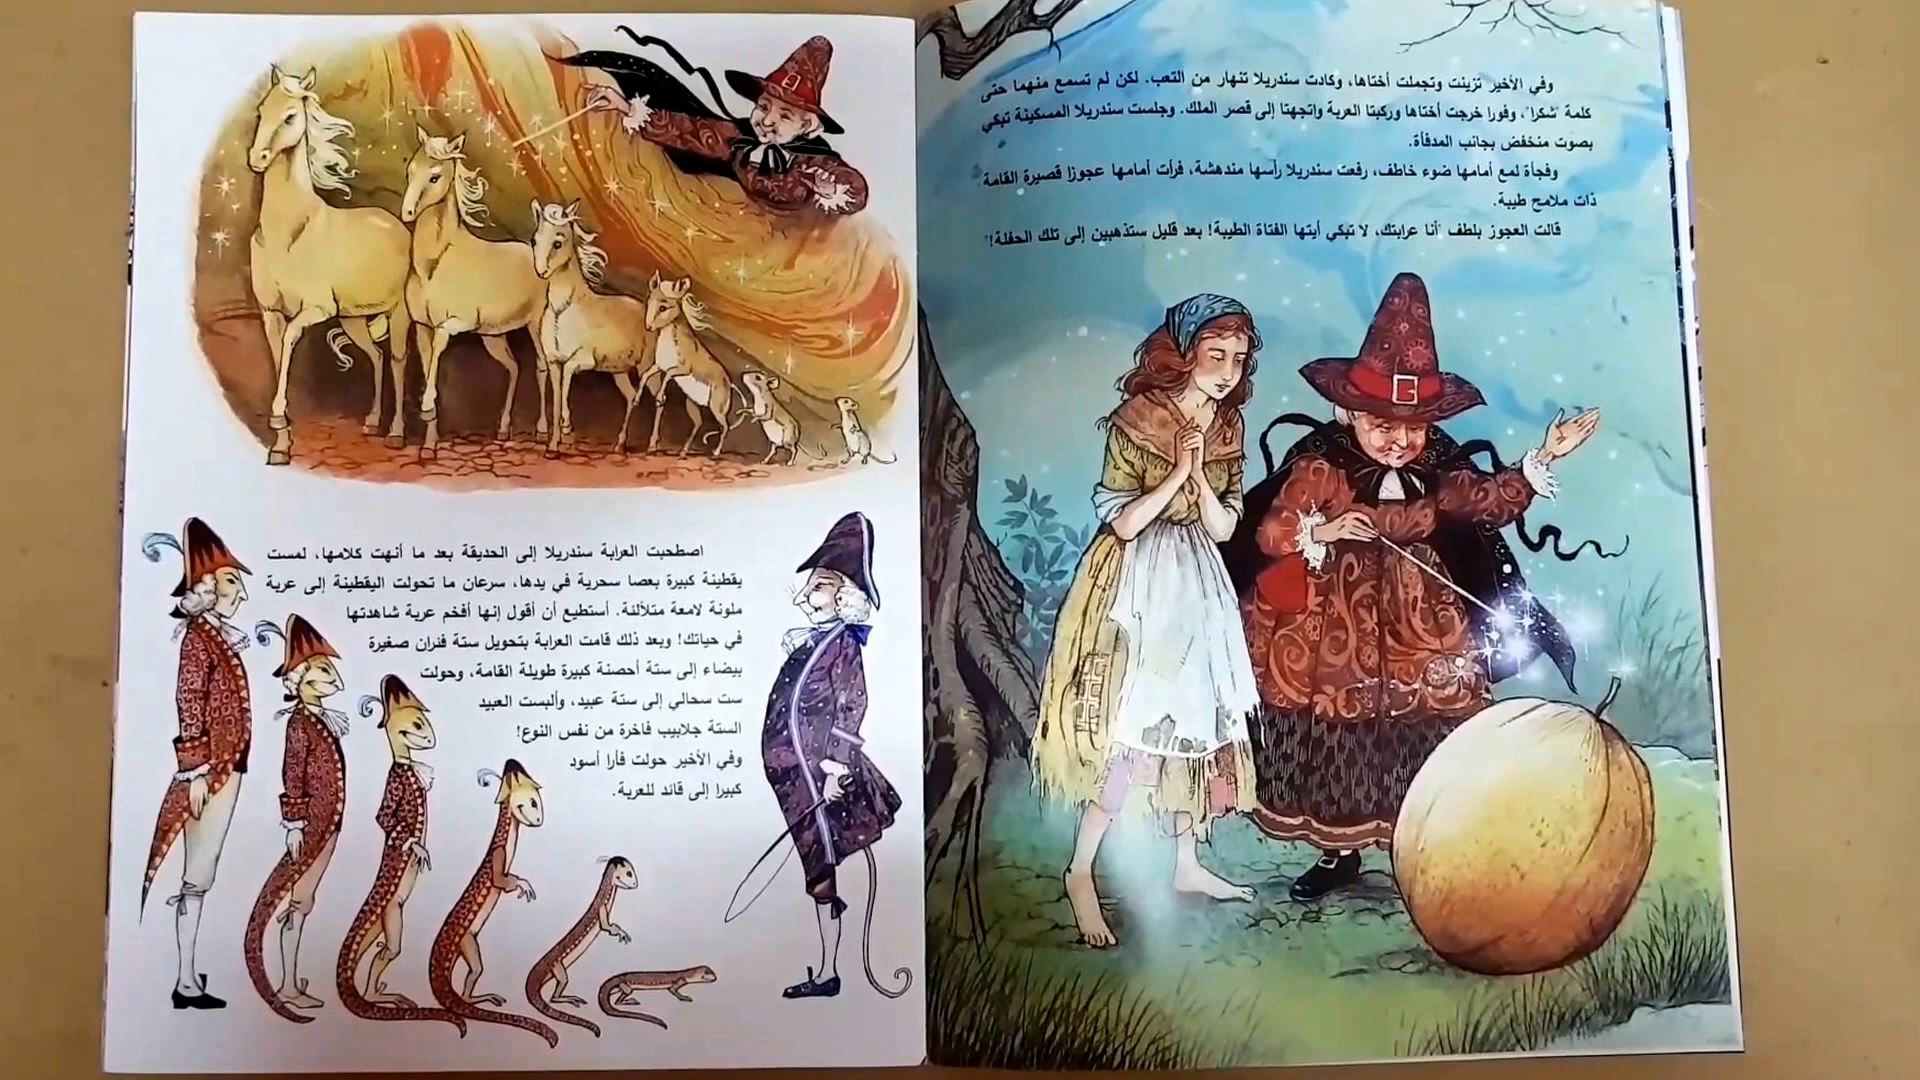 وفي الأخير تزينت وتجملت أختاها، وكادت سندريلا تنهار من التعب. لكن لم تسمع منهما حتى
كلمة "شكرا"، وفورا خرجت أختاها وركبتا العربة واتجهتا إلى قصر الملك. وجلست سندريلا المسكينة تبكي
بصوت منخفض بجانب المدفأة.
وفجأة لمع أمامها ضوء خاطف، رفعت سندريلا رأسها مندهشة، فرأت أمامها عجوزا قصيرة القامة
ذات ملامح طيبة.
قالت العجوز بلطف "أنا عرابتك، لا تبكي أيتها الفتاة الطيبة! بعد قليل ستذهبين إلى تلك الحفلة!"
اصطحبت العرابة سندريلا إلى الحديقة بعد ما أنهت كلامها، لمست
يقطينة كبيرة بعصا سحرية في يدها، سرعان ما تحولت اليقطينة إلى عربة
ملونة لامعة متلألئة. أستطيع أن أقول إنها أفخم عربة شاهدتها
في حياتك! وبعد ذلك قامت العرابة بتحويل ستة فئران صغيرة
بيضاء إلى ستة أحصنة كبيرة طويلة القامة، وحولت
ست سحالي إلى ستة عبيد، وألبست العبيد
الستة جلابيب فاخرة من نفس النوع!
وفي الأخير حولت فأرا أسود
كبيرا إلى قائد للعربة.